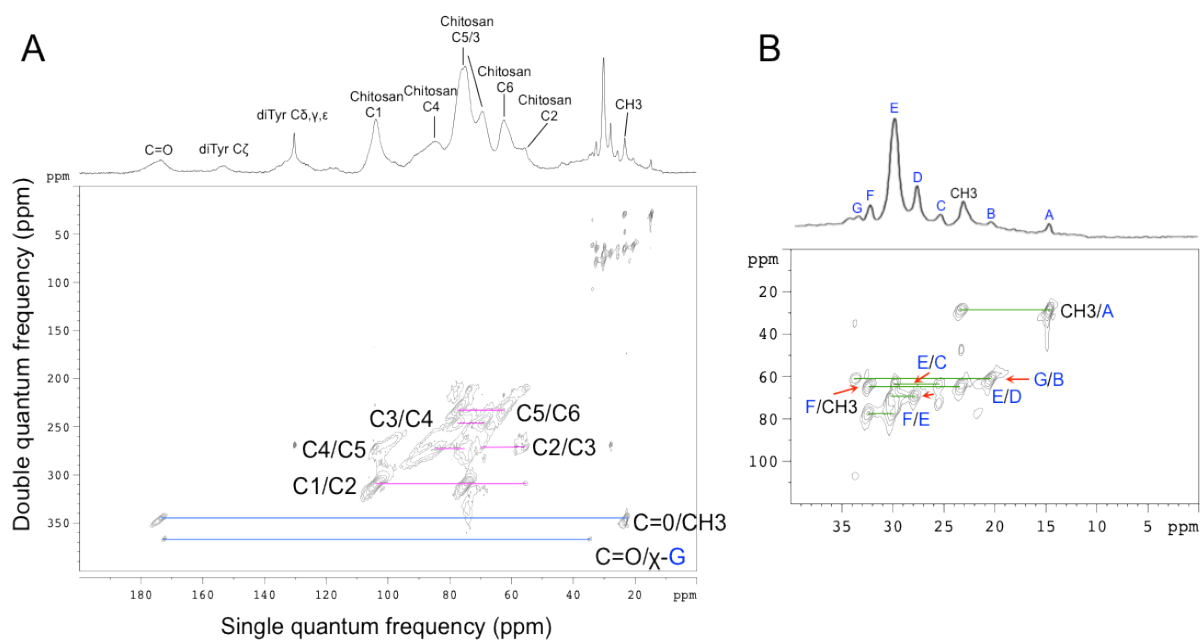 A
Chitosan
C5/3
Chitosan
C6
Chitosan
C1
Chitosan
C4
Chitosan
C2
diTyr Cδ,γ,ε
CH3
C=O
diTyr Cζ
ppm
50
100
150
200
250
300
350
C3/C4
C5/C6
C4/C5
C2/C3
C1/C2
C=0/CH3
C=O/χ-G
180
160
140
120
100
80
60
40
20
ppm
Double quantum frequency (ppm)
Single quantum frequency (ppm)
B
E
D
F
CH3
G
C
B
A
ppm
20
40
60
80
100
CH3/A
E/C
G/B
F/CH3
E/D
F/E
35
30
25
20
15
10
5
ppm